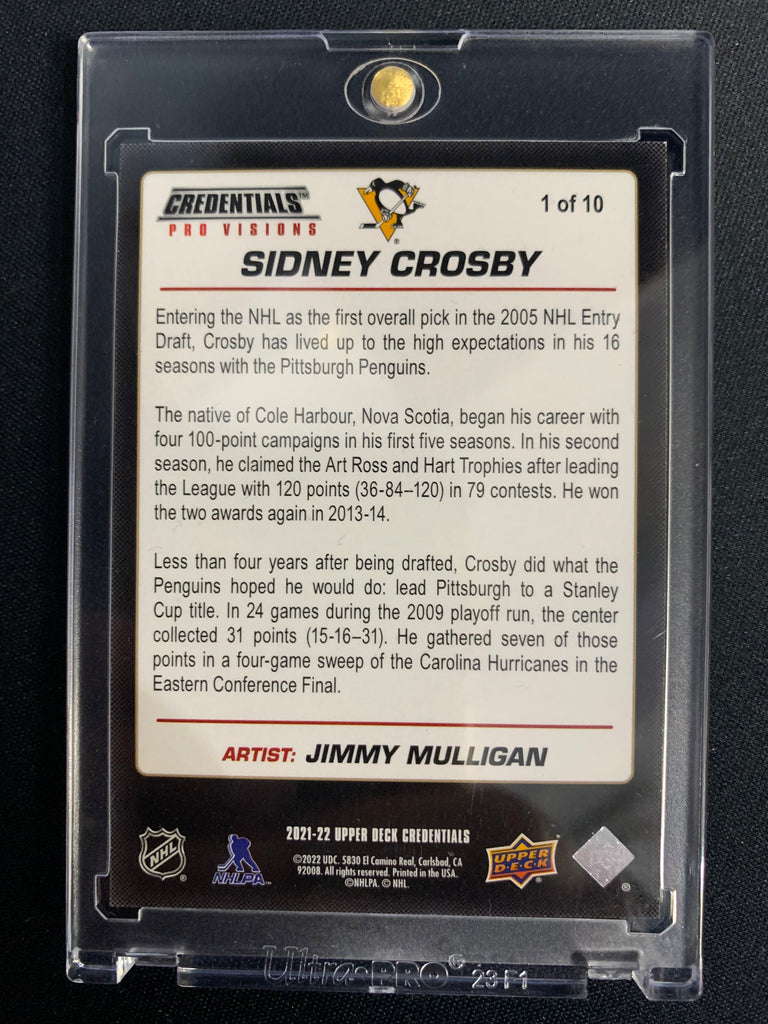 CREDENTIALS™
PRO VISIONS
1 of 10
SIDNEY CROSBY
Entering the NHL as the first overall pick in the 2005 NHL Entry
Draft, Crosby has lived up to the high expectations in his 16
seasons with the Pittsburgh Penguins.
The native of Cole Harbour, Nova Scotia, began his career with
four 100-point campaigns in his first five seasons. In his second
season, he claimed the Art Ross and Hart Trophies after leading
the League with 120 points (36-84–120) in 79 contests. He won
the two awards again in 2013-14.
Less than four years after being drafted, Crosby did what the
Penguins hoped he would do: lead Pittsburgh to a Stanley
Cup title. In 24 games during the 2009 playoff run, the center
collected 31 points (15-16–31). He gathered seven of those
points in a four-game sweep of the Carolina Hurricanes in the
Eastern Conference Final.
ARTIST: JIMMY MULLIGAN
NHL
NHLPA
2021-22 UPPER DECK CREDENTIALS
©2022 UDC. 5830 El Camino Real, Carlsbad, CA
92008. All rights reserved. Printed in the USA.
©NHLPA. © NHL.
UPPER
DECK
Ultra·PRO® 23F1